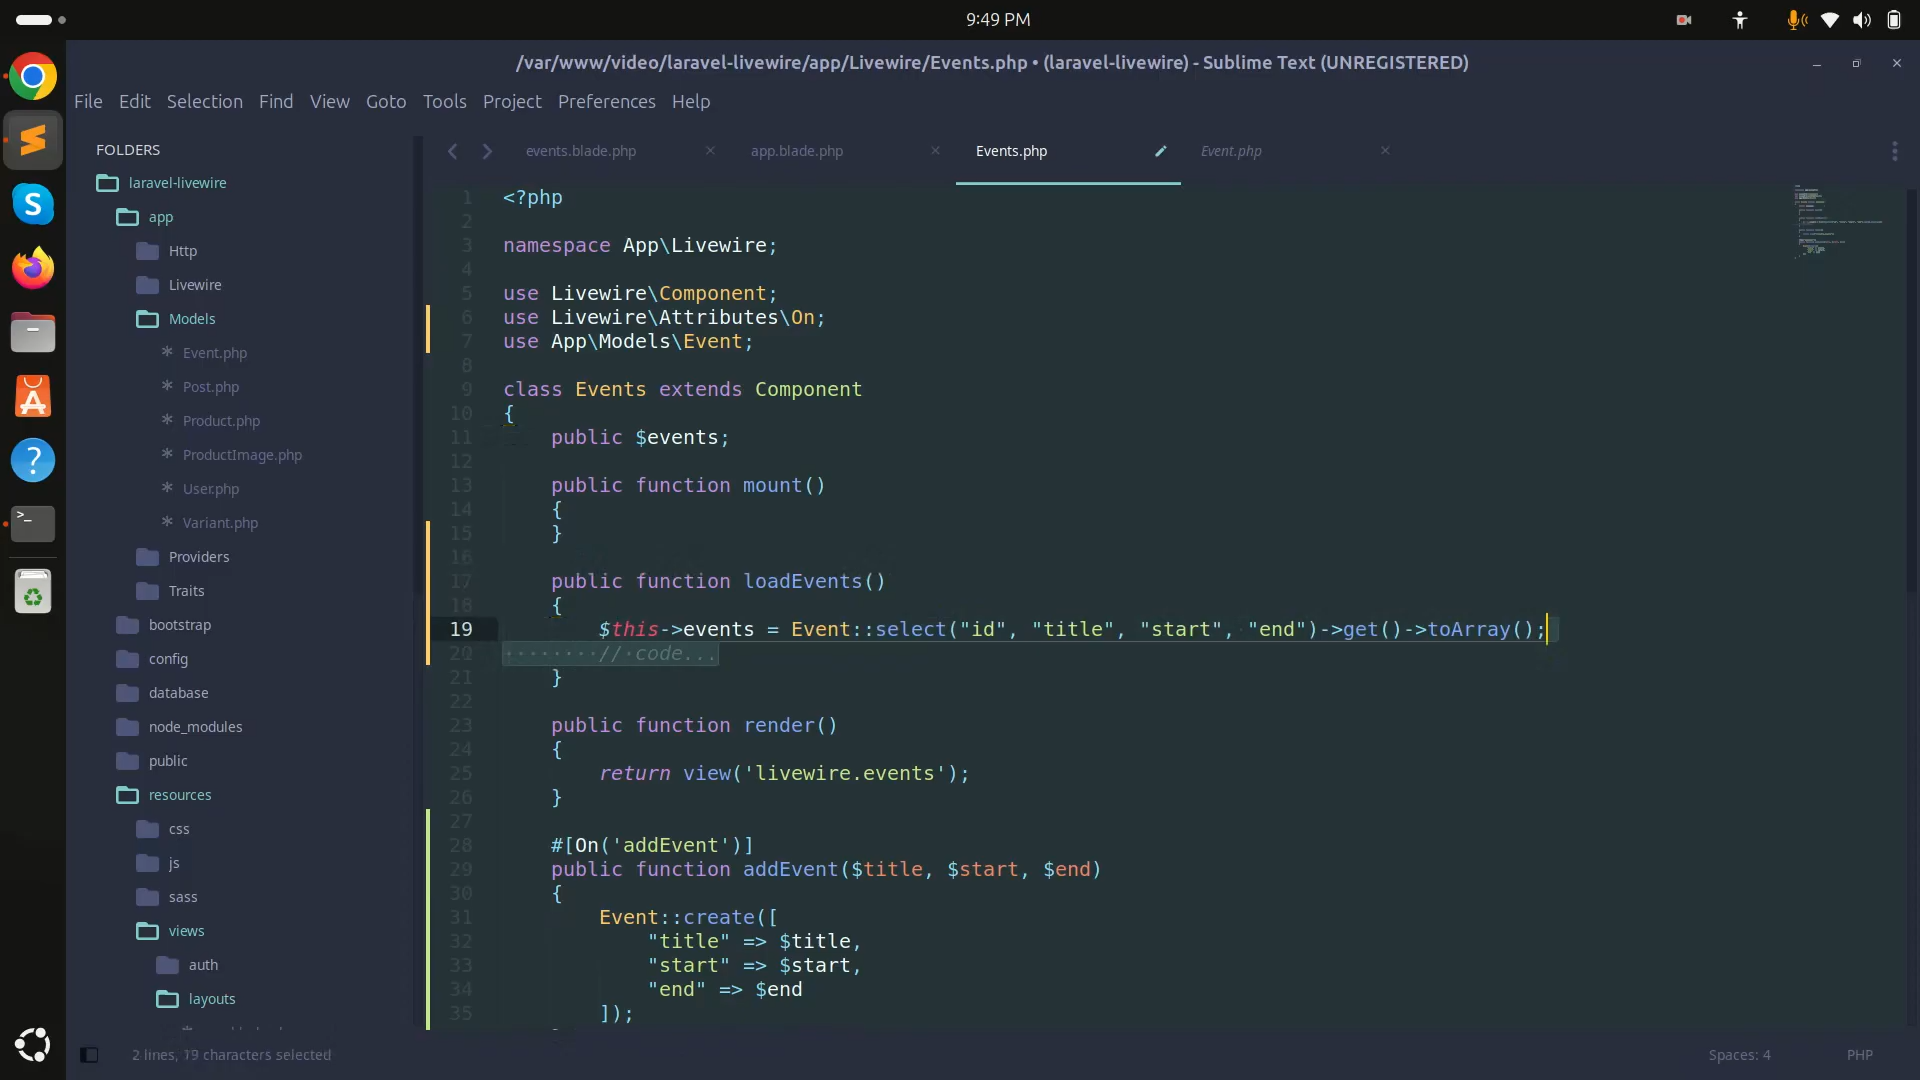 9:49 PM
/var/www/video/laravel-livewire/app/Livewire/Events.php • (laravel-livewire) - Sublime Text (UNREGISTERED)
File Edit Selection Find View Goto Tools Project Preferences Help
FOLDERS
laravel-livewire
app
Http
Livewire
Models
Event.php
Post.php
Product.php
ProductImage.php
User.php
Variant.php
Providers
Traits
bootstrap
config
database
node_modules
public
resources
css
js
sass
views
auth
layouts
events.blade.php app.blade.php Events.php Event.php
1 <?php
2
3 namespace App\Livewire;
4
5 use Livewire\Component;
6 use Livewire\Attributes\On;
7 use App\Models\Event;
8
9 class Events extends Component
10 {
11 public $events;
12
13 public function mount()
14 {
15 }
16
17 public function loadEvents()
18 {
19 $this->events = Event::select("id", "title", "start", "end")->get()->toArray();
20 // code...
21 }
22
23 public function render()
24 {
25 return view('livewire.events');
26 }
27
28 #[On('addEvent')]
29 public function addEvent($title, $start, $end)
30 {
31 Event::create([
32 "title" => $title,
33 "start" => $start,
34 "end" => $end
35 ]);
2 lines, 19 characters selected
Spaces: 4
PHP